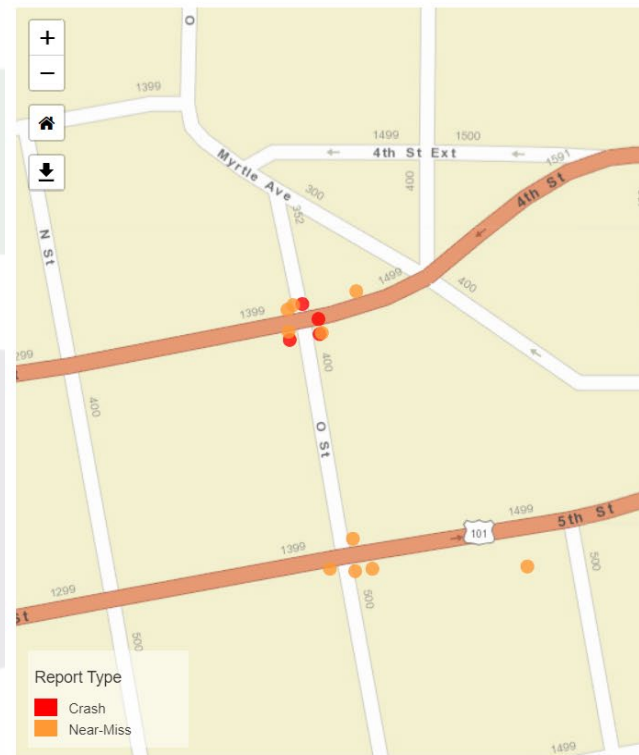 O
+
−
1399
1499
1500
4th St Ext
1591
Myrtle Ave
300
400
4th St
352
N St
1499
400
1399
299
400
400
O St
1499
5th St
101
1399
1299
500
500
St
500
Report Type
Crash
Near-Miss
1499